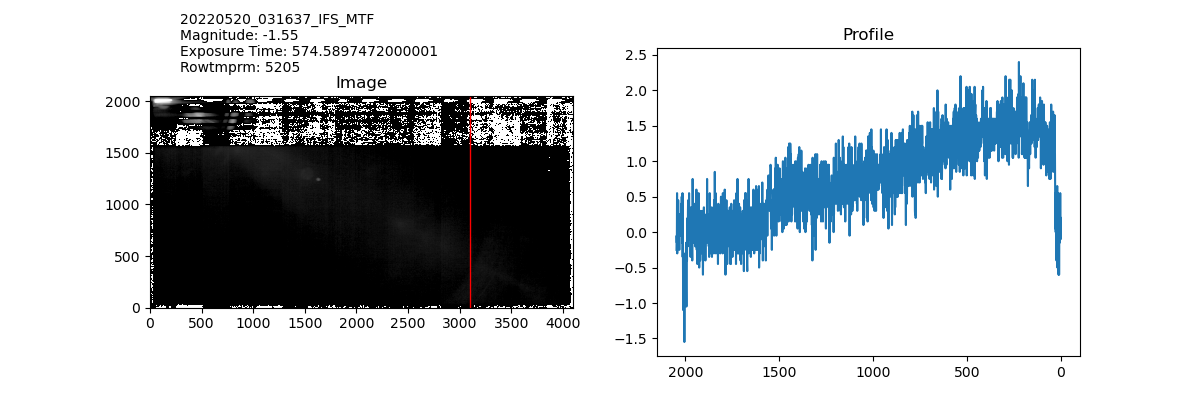 20220520_031637_IFS_MTF
Magnitude: -1.55
Exposure Time: 574.5897472000001
Rowtmprm: 5205
Image
2000
1500
1000
500
0
0 500 1000 1500 2000 2500 3000 3500 4000
Profile
2.5
2.0
1.5
1.0
0.5
0.0
−0.5
−1.0
−1.5
2000 1500 1000 500 0